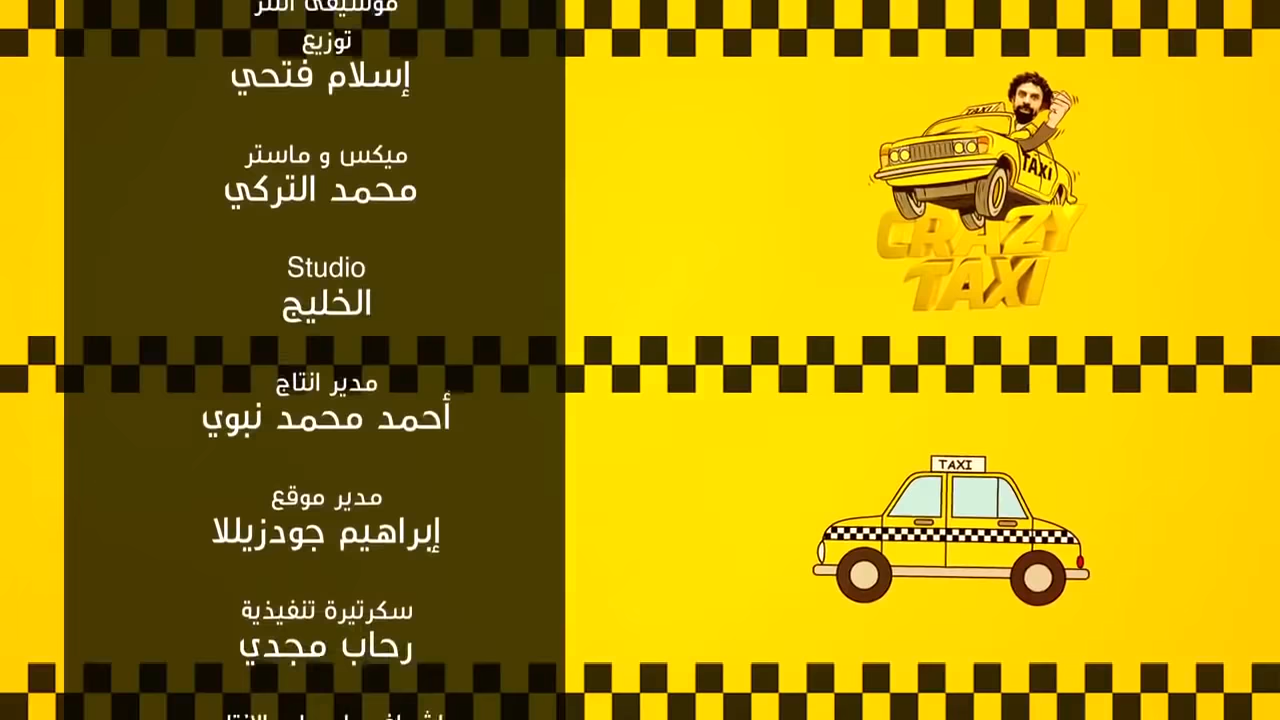 توزيع
إسلام فتحي
ميكس و ماستر
محمد التركي
Studio
الخليج
مدير انتاج
أحمد محمد نبوي
مدير موقع
إبراهيم جودزيللا
سكرتيرة تنفيذية
رحاب مجدي
TAXI
TAXI
CRAZY
TAXI
TAXI